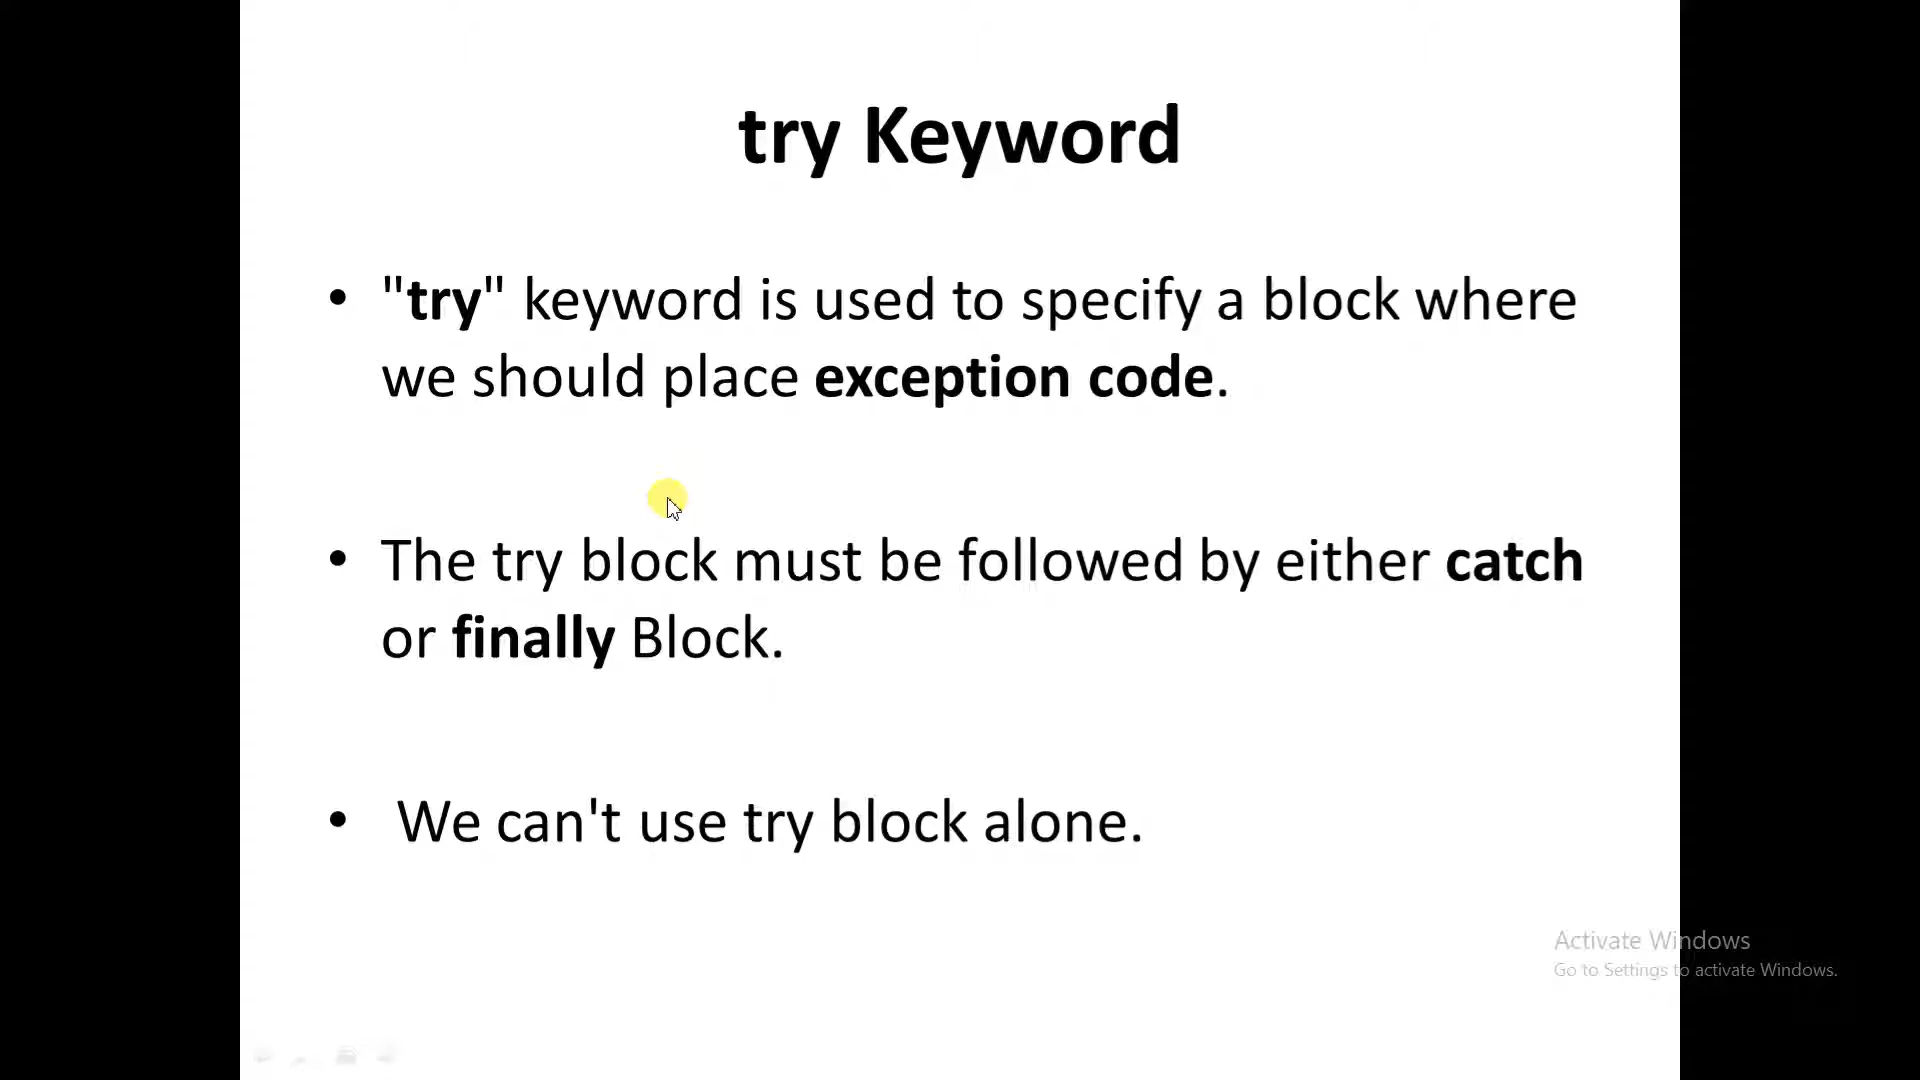 try Keyword
• "try" keyword is used to specify a block where
we should place exception code.
• The try block must be followed by either catch
or finally Block.
• We can't use try block alone.
Activate Windows
Go to Settings to activate Windows.